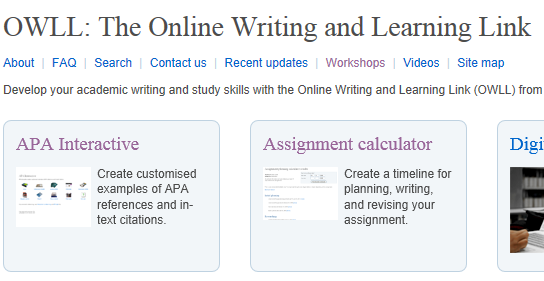 OWLL: The Online Writing and Learning Link
About | FAQ | Search | Contact us | Recent updates | Workshops | Videos | Site map
Develop your academic writing and study skills with the Online Writing and Learning Link (OWLL) from
APA Interactive
Create customised
examples of APA
references and in-
text citations.
Assignment calculator
Create a timeline for
planning, writing,
and revising your
assignment.
Digi